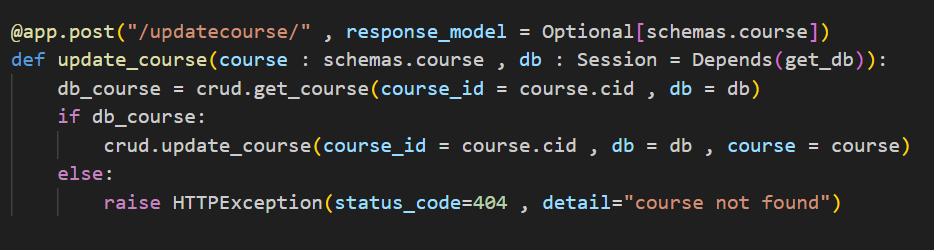 @app.post("/updatecourse/" , response_model = Optional[schemas.course])
def update_course(course : schemas.course , db : Session = Depends(get_db)):
    db_course = crud.get_course(course_id = course.cid , db = db)
    if db_course:
        crud.update_course(course_id = course.cid , db = db , course = course)
    else:
        raise HTTPException(status_code=404 , detail="course not found")